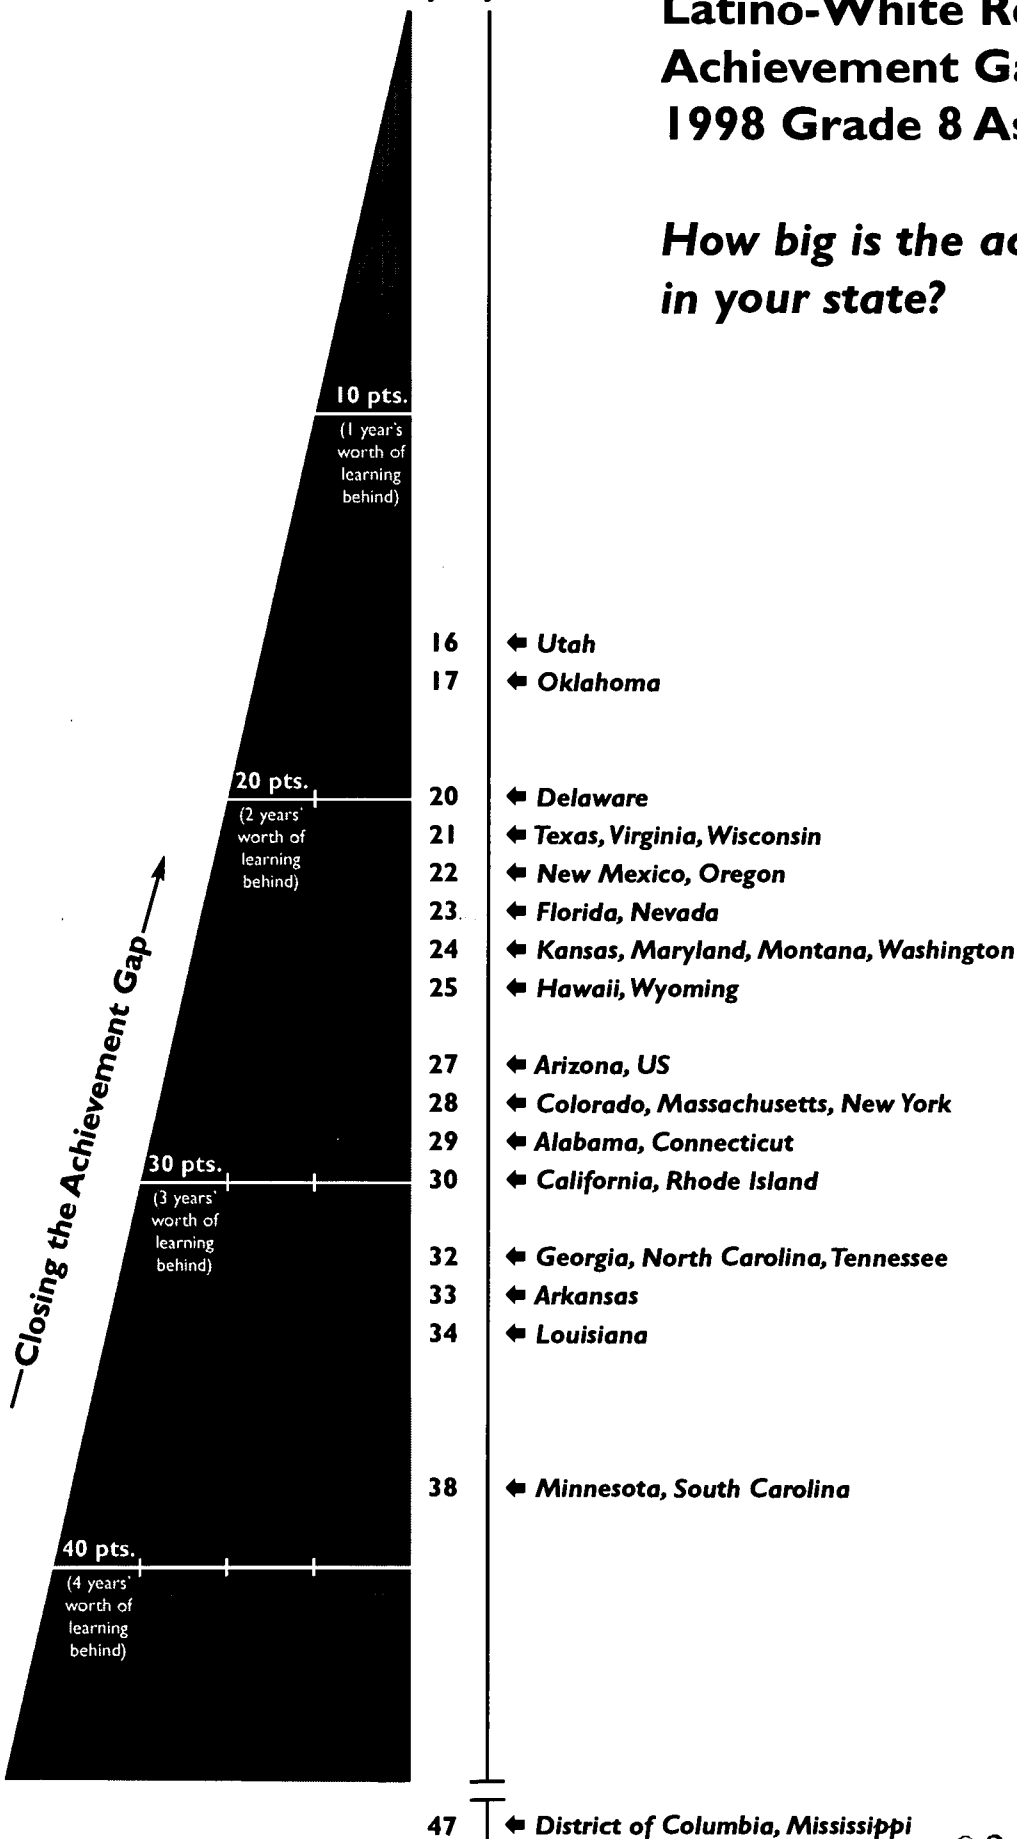 Latino-White
Achievement
1998 Grade 8
How big is the
in your state?
10 pts.
(1 year's
worth of
learning
behind)
16 Utah
17 Oklahoma
20 pts.
(2 years'
worth of
learning
behind)
20 Delaware
21 Texas, Virginia, Wisconsin
22 New Mexico, Oregon
23 Florida, Nevada
24 Kansas, Maryland, Montana, Washington
25 Hawaii, Wyoming
Closing the Achievement Gap
27 Arizona, US
28 Colorado, Massachusetts, New York
29 Alabama, Connecticut
30 pts.
(3 years'
worth of
learning
behind)
30 California, Rhode Island
32 Georgia, North Carolina, Tennessee
33 Arkansas
34 Louisiana
38 Minnesota, South Carolina
40 pts.
(4 years'
worth of
learning
behind)
47 District of Columbia, Mississippi